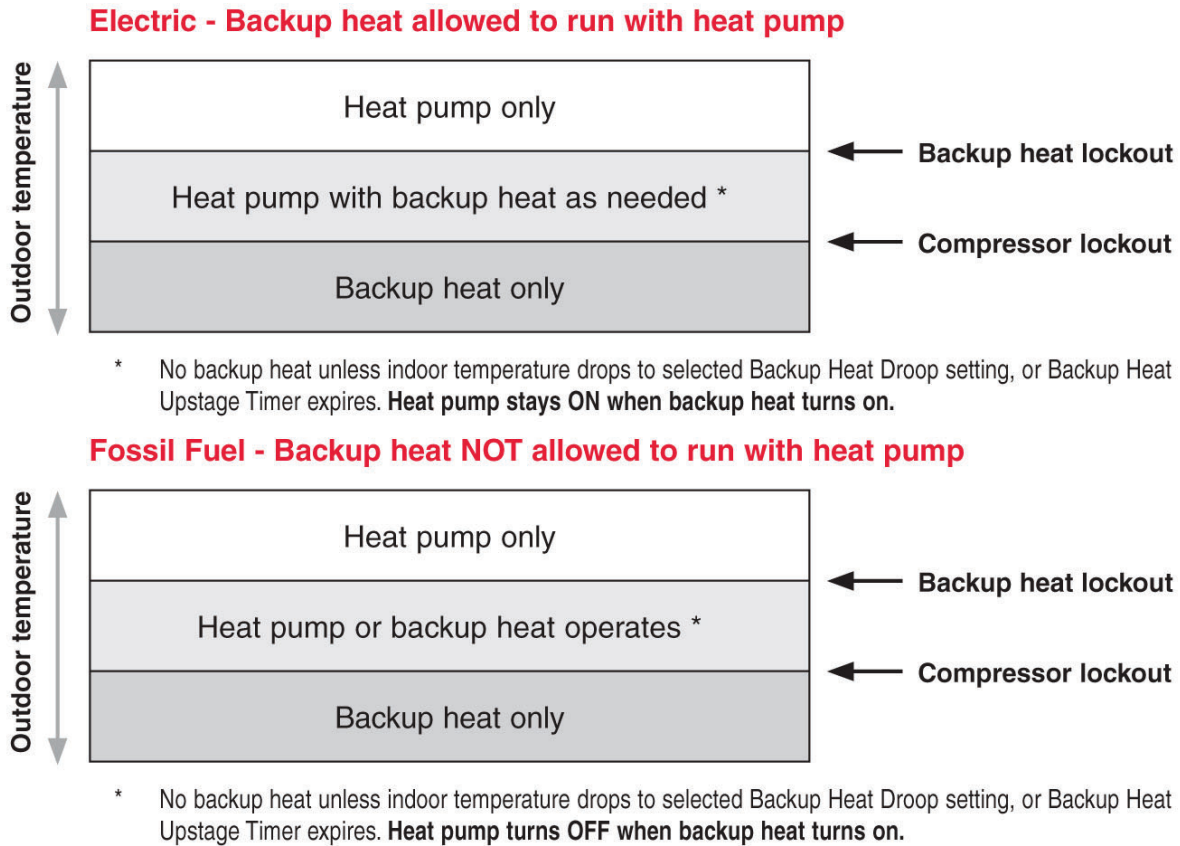 Electric - Backup heat allowed to run with heat pump
Outdoor temperature
Heat pump only
Backup heat lockout
Heat pump with backup heat as needed *
Compressor lockout
Backup heat only
* No backup heat unless indoor temperature drops to selected Backup Heat Droop setting, or Backup Heat
Upstage Timer expires. Heat pump stays ON when backup heat turns on.
Fossil Fuel - Backup heat NOT allowed to run with heat pump
Outdoor temperature
Heat pump only
Backup heat lockout
Heat pump or backup heat operates *
Compressor lockout
Backup heat only
* No backup heat unless indoor temperature drops to selected Backup Heat Droop setting, or Backup Heat
Upstage Timer expires. Heat pump turns OFF when backup heat turns on.